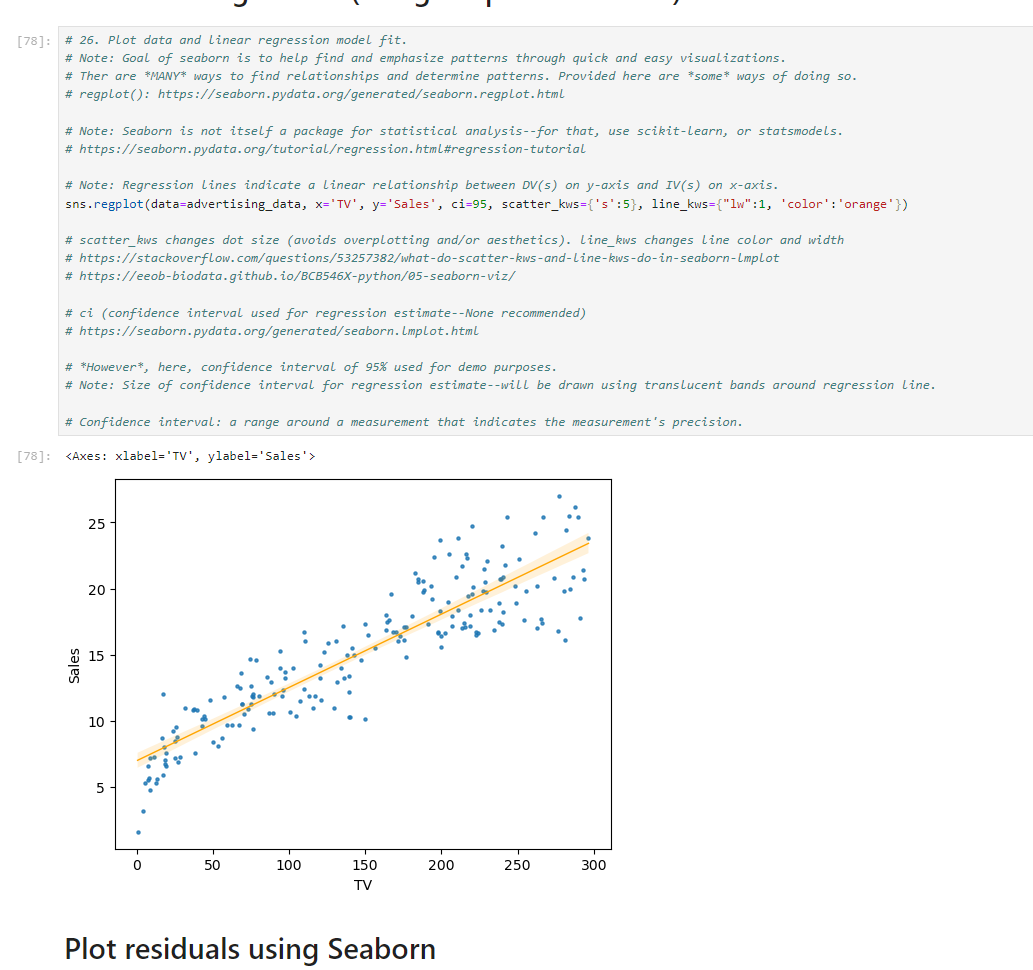 [78]: # 26. Plot data and linear regression model fit.
# Note: Goal of seaborn is to help find and emphasize patterns through quick and easy visualizations.
# Ther are *MANY* ways to find relationships and determine patterns. Provided here are *some* ways of doing so.
# regplot(): https://seaborn.pydata.org/generated/seaborn.regplot.html
# Note: Seaborn is not itself a package for statistical analysis--for that, use scikit-learn, or statsmodels.
# https://seaborn.pydata.org/tutorial/regression.html#regression-tutorial
# Note: Regression lines indicate a linear relationship between DV(s) on y-axis and IV(s) on x-axis.
sns.regplot(data=advertising_data, x='TV', y='Sales', ci=95, scatter_kws={'s':5}, line_kws={"lw":1, 'color':'orange'})
# scatter_kws changes dot size (avoids overplotting and/or aesthetics). line_kws changes line color and width
# https://stackoverflow.com/questions/53257382/what-do-scatter-kws-and-line-kws-do-in-seaborn-lmplot
# https://eeob-biodata.github.io/BCB546X-python/05-seaborn-viz/
# ci (confidence interval used for regression estimate--None recommended)
# https://seaborn.pydata.org/generated/seaborn.lmplot.html
# *However*, here, confidence interval of 95% used for demo purposes.
# Note: Size of confidence interval for regression estimate--will be drawn using translucent bands around regression line.
# Confidence interval: a range around a measurement that indicates the measurement's precision.
[78]: <Axes: xlabel='TV', ylabel='Sales'>
25
20
15
10
5
Sales
0 50 100 150 200 250 300
TV
Plot residuals using Seaborn